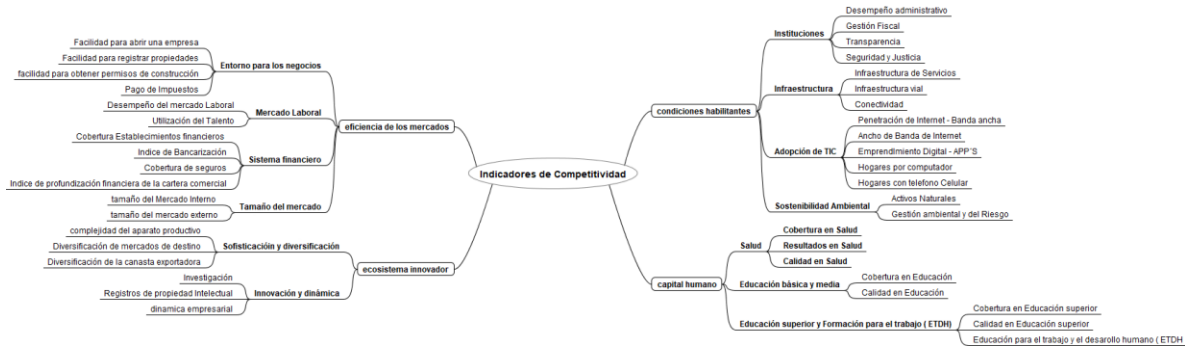 Indicadores de Competitividad
eficiencia de los mercados
Entorno para los negocios
Facilidad para abrir una empresa
Facilidad para registrar propiedades
facilidad para obtener permisos de construcción
Pago de Impuestos
Mercado Laboral
Desempeño del mercado Laboral
Utilización del Talento
Sistema financiero
Cobertura Establecimientos financieros
Indice de Bancarización
Cobertura de seguros
Indice de profundización financiera de la cartera comercial
Tamaño del mercado
tamaño del Mercado Interno
tamaño del mercado externo
ecosistema innovador
Sofisticacíión y diversificación
complejidad del aparato productivo
Diversificación de mercados de destino
Diversificación de la canasta exportadora
Innovación y dinámica
Investigación
Registros de propiedad Intelectual
dinamica empresarial
condiciones habilitantes
Instituciones
Desempeño administrativo
Gestión Fiscal
Transparencia
Seguridad y Justicia
Infraestructura
Infraestructura de Servicios
Infraestructura vial
Conectividad
Adopción de TIC
Penetración de Internet - Banda ancha
Ancho de Banda de Internet
Emprendimiento Digital - APP´S
Hogares por computador
Hogares con telefono Celular
Sostenibilidad Ambiental
Activos Naturales
Gestión ambiental y del Riesgo
capital humano
Salud
Cobertura en Salud
Resultados en Salud
Calidad en Salud
Educación básica y media
Cobertura en Educación
Calidad en Educación
Educación superior y Formación para el trabajo ( ETDH)
Cobertura en Educación superior
Calidad en Educación superior
Educación para el trabajo y el desarollo humano ( ETDH